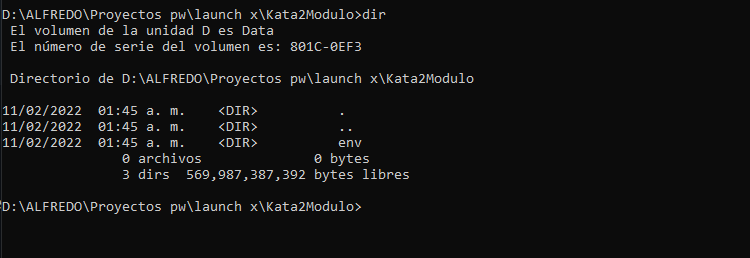 D:\ALFREDO\Proyectos pw\launch x\Kata2Modulo>dir
El volumen de la unidad D es Data
El número de serie del volumen es: 801C-0EF3
Directorio de D:\ALFREDO\Proyectos pw\launch x\Kata2Modulo
11/02/2022  01:45 a. m.    <DIR>          .
11/02/2022  01:45 a. m.    <DIR>          ..
11/02/2022  01:45 a. m.    <DIR>          env
0 archivos              0 bytes
3 dirs  569,987,387,392 bytes libres
D:\ALFREDO\Proyectos pw\launch x\Kata2Modulo>